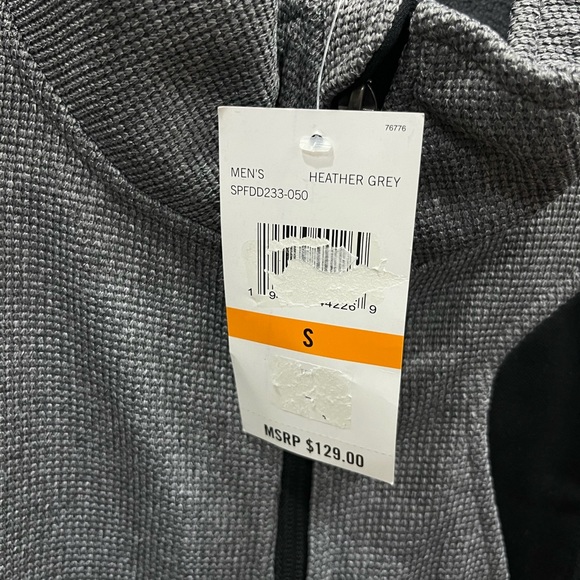 76776
MEN'S HEATHER GREY
SPFDD233-050
S
MSRP $129.00